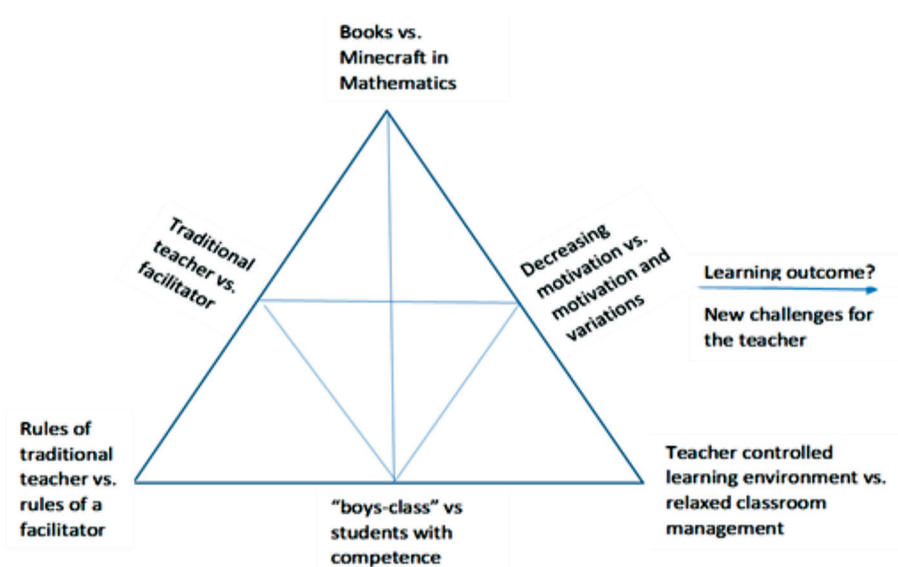 Books vs.
Minecraft in
Mathematics
Traditional
teacher vs.
facilitator
Decreasing
motivation vs.
motivation and
variations
Learning outcome?
New challenges for
the teacher
Rules of
traditional
teacher vs.
rules of a
facilitator
"boys-class" vs
students with
competence
Teacher controlled
learning environment vs.
relaxed classroom
management